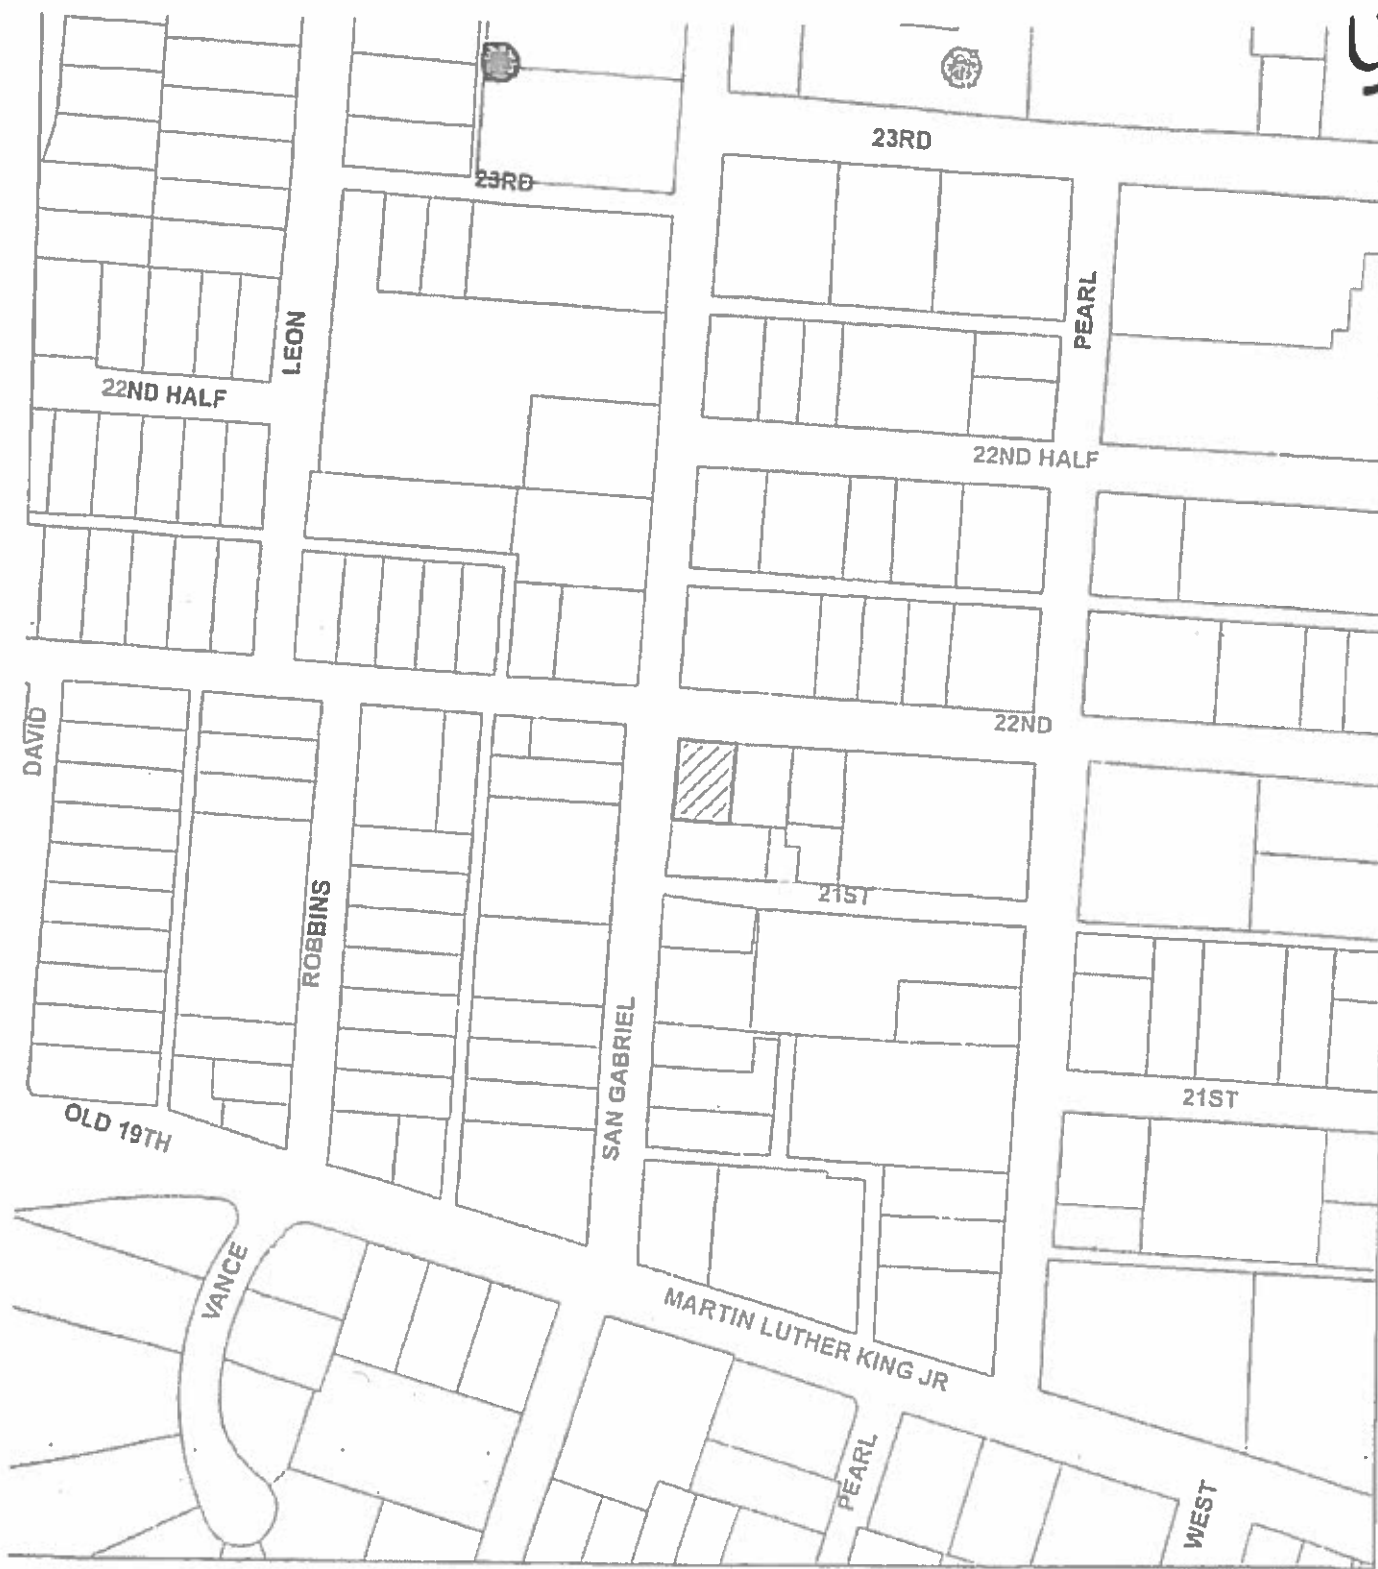 23RD
23RD
PEARL
LEON
22ND HALF
22ND HALF
DAVID
22ND
ROBBINS
21ST
SAN GABRIEL
21ST
OLD 19TH
VANCE
MARTIN LUTHER KING JR
PEARL
WEST